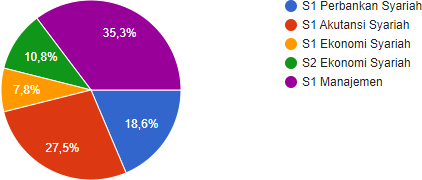 35,3%
10,8%
7,8%
18,6%
27,5%
S1 Perbankan Syariah
S1 Akutansi Syariah
S1 Ekonomi Syariah
S2 Ekonomi Syariah
S1 Manajemen